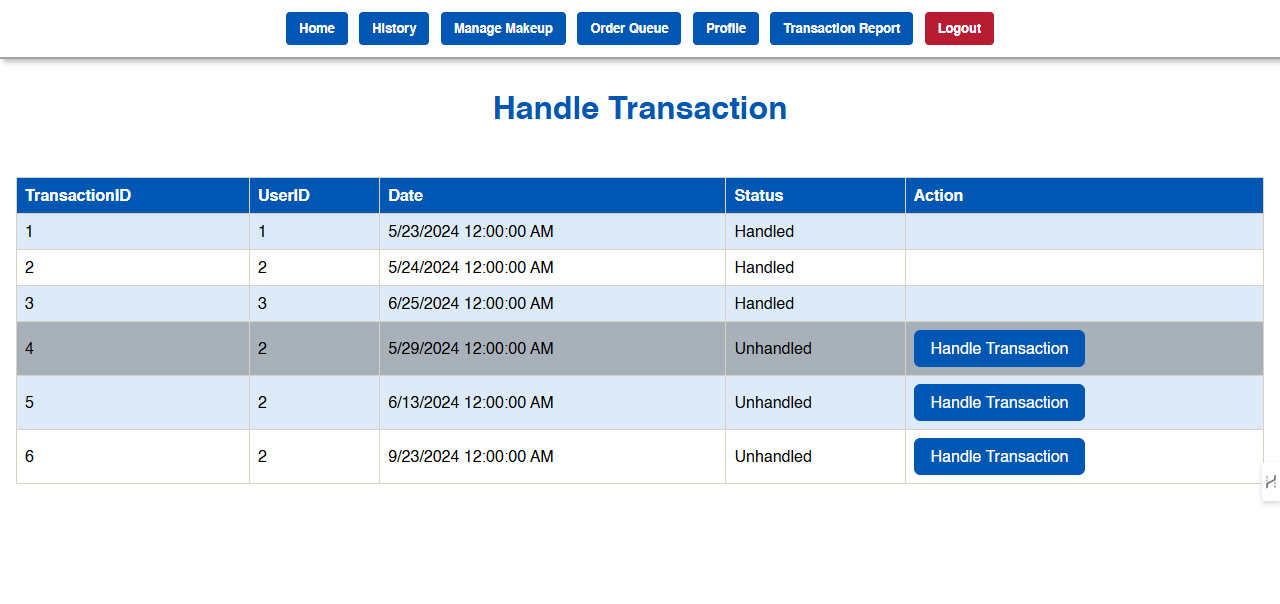 Home History Manage Makeup Order Queue Profile Transaction Report Logout
Handle Transaction
TransactionID UserID Date Status Action
1 1 5/23/2024 12:00:00 AM Handled
2 2 5/24/2024 12:00:00 AM Handled
3 3 6/25/2024 12:00:00 AM Handled
4 2 5/29/2024 12:00:00 AM Unhandled Handle Transaction
5 2 6/13/2024 12:00:00 AM Unhandled Handle Transaction
6 2 9/23/2024 12:00:00 AM Unhandled Handle Transaction